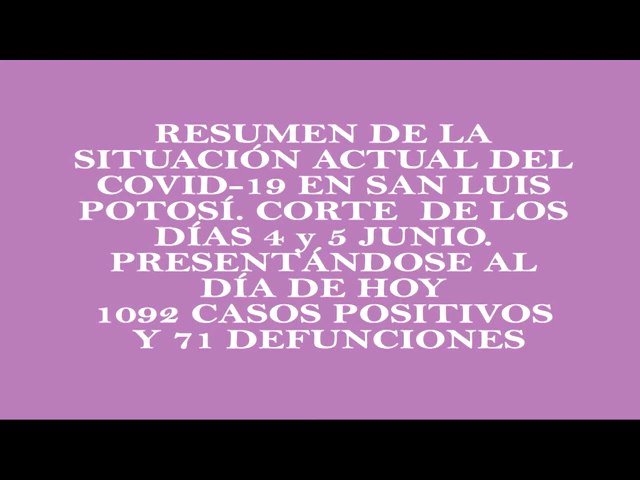 RESUMEN DE LA
SITUACIÓN ACTUAL DEL
COVID-19 EN SAN LUIS
POTOSÍ. CORTE DE LOS
DÍAS 4 y 5 JUNIO.
PRESENTÁNDOSE AL
DÍA DE HOY
1092 CASOS POSITIVOS
Y 71 DEFUNCIONES